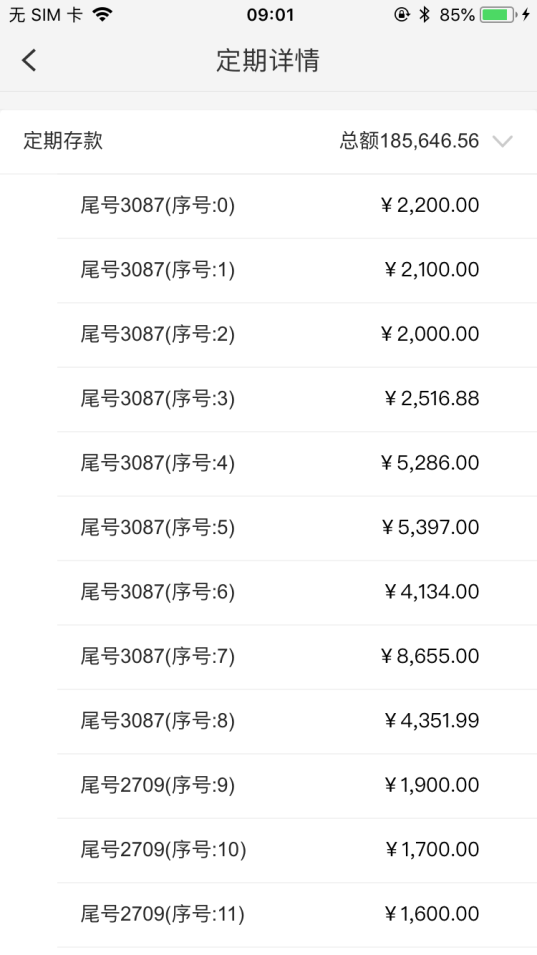 无 SIM 卡 09:01 85%
定期详情
定期存款 总额185,646.56
尾号3087(序号:0) ¥2,200.00
尾号3087(序号:1) ¥2,100.00
尾号3087(序号:2) ¥2,000.00
尾号3087(序号:3) ¥2,516.88
尾号3087(序号:4) ¥5,286.00
尾号3087(序号:5) ¥5,397.00
尾号3087(序号:6) ¥4,134.00
尾号3087(序号:7) ¥8,655.00
尾号3087(序号:8) ¥4,351.99
尾号2709(序号:9) ¥1,900.00
尾号2709(序号:10) ¥1,700.00
尾号2709(序号:11) ¥1,600.00